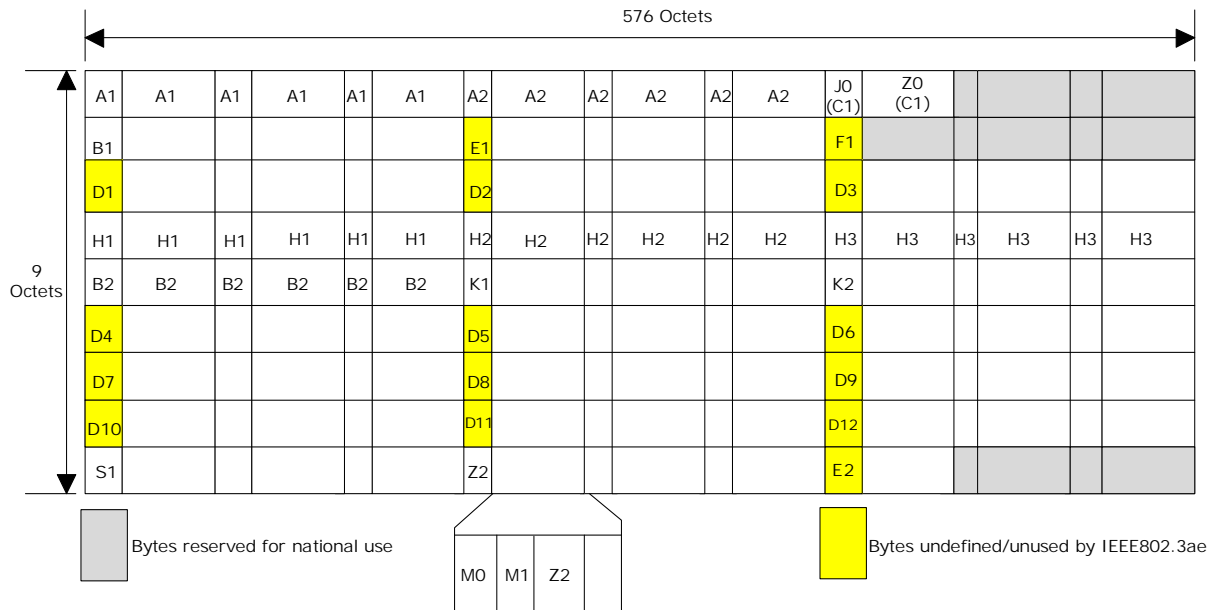 576 Octets
A1 A1 A1 A1 A1 A1 A2 A2 A2 A2 A2 A2 J0 (C1) Z0 (C1)
B1 E1 F1
D1 D2 D3
H1 H1 H1 H1 H1 H1 H2 H2 H2 H2 H2 H2 H3 H3 H3 H3 H3 H3
9 Octets
B2 B2 B2 B2 B2 B2 K1 K2
D4 D5 D6
D7 D8 D9
D10 D11 D12
S1 Z2 E2
Bytes reserved for national use
Bytes undefined/unused by IEEE802.3ae
M0 M1 Z2